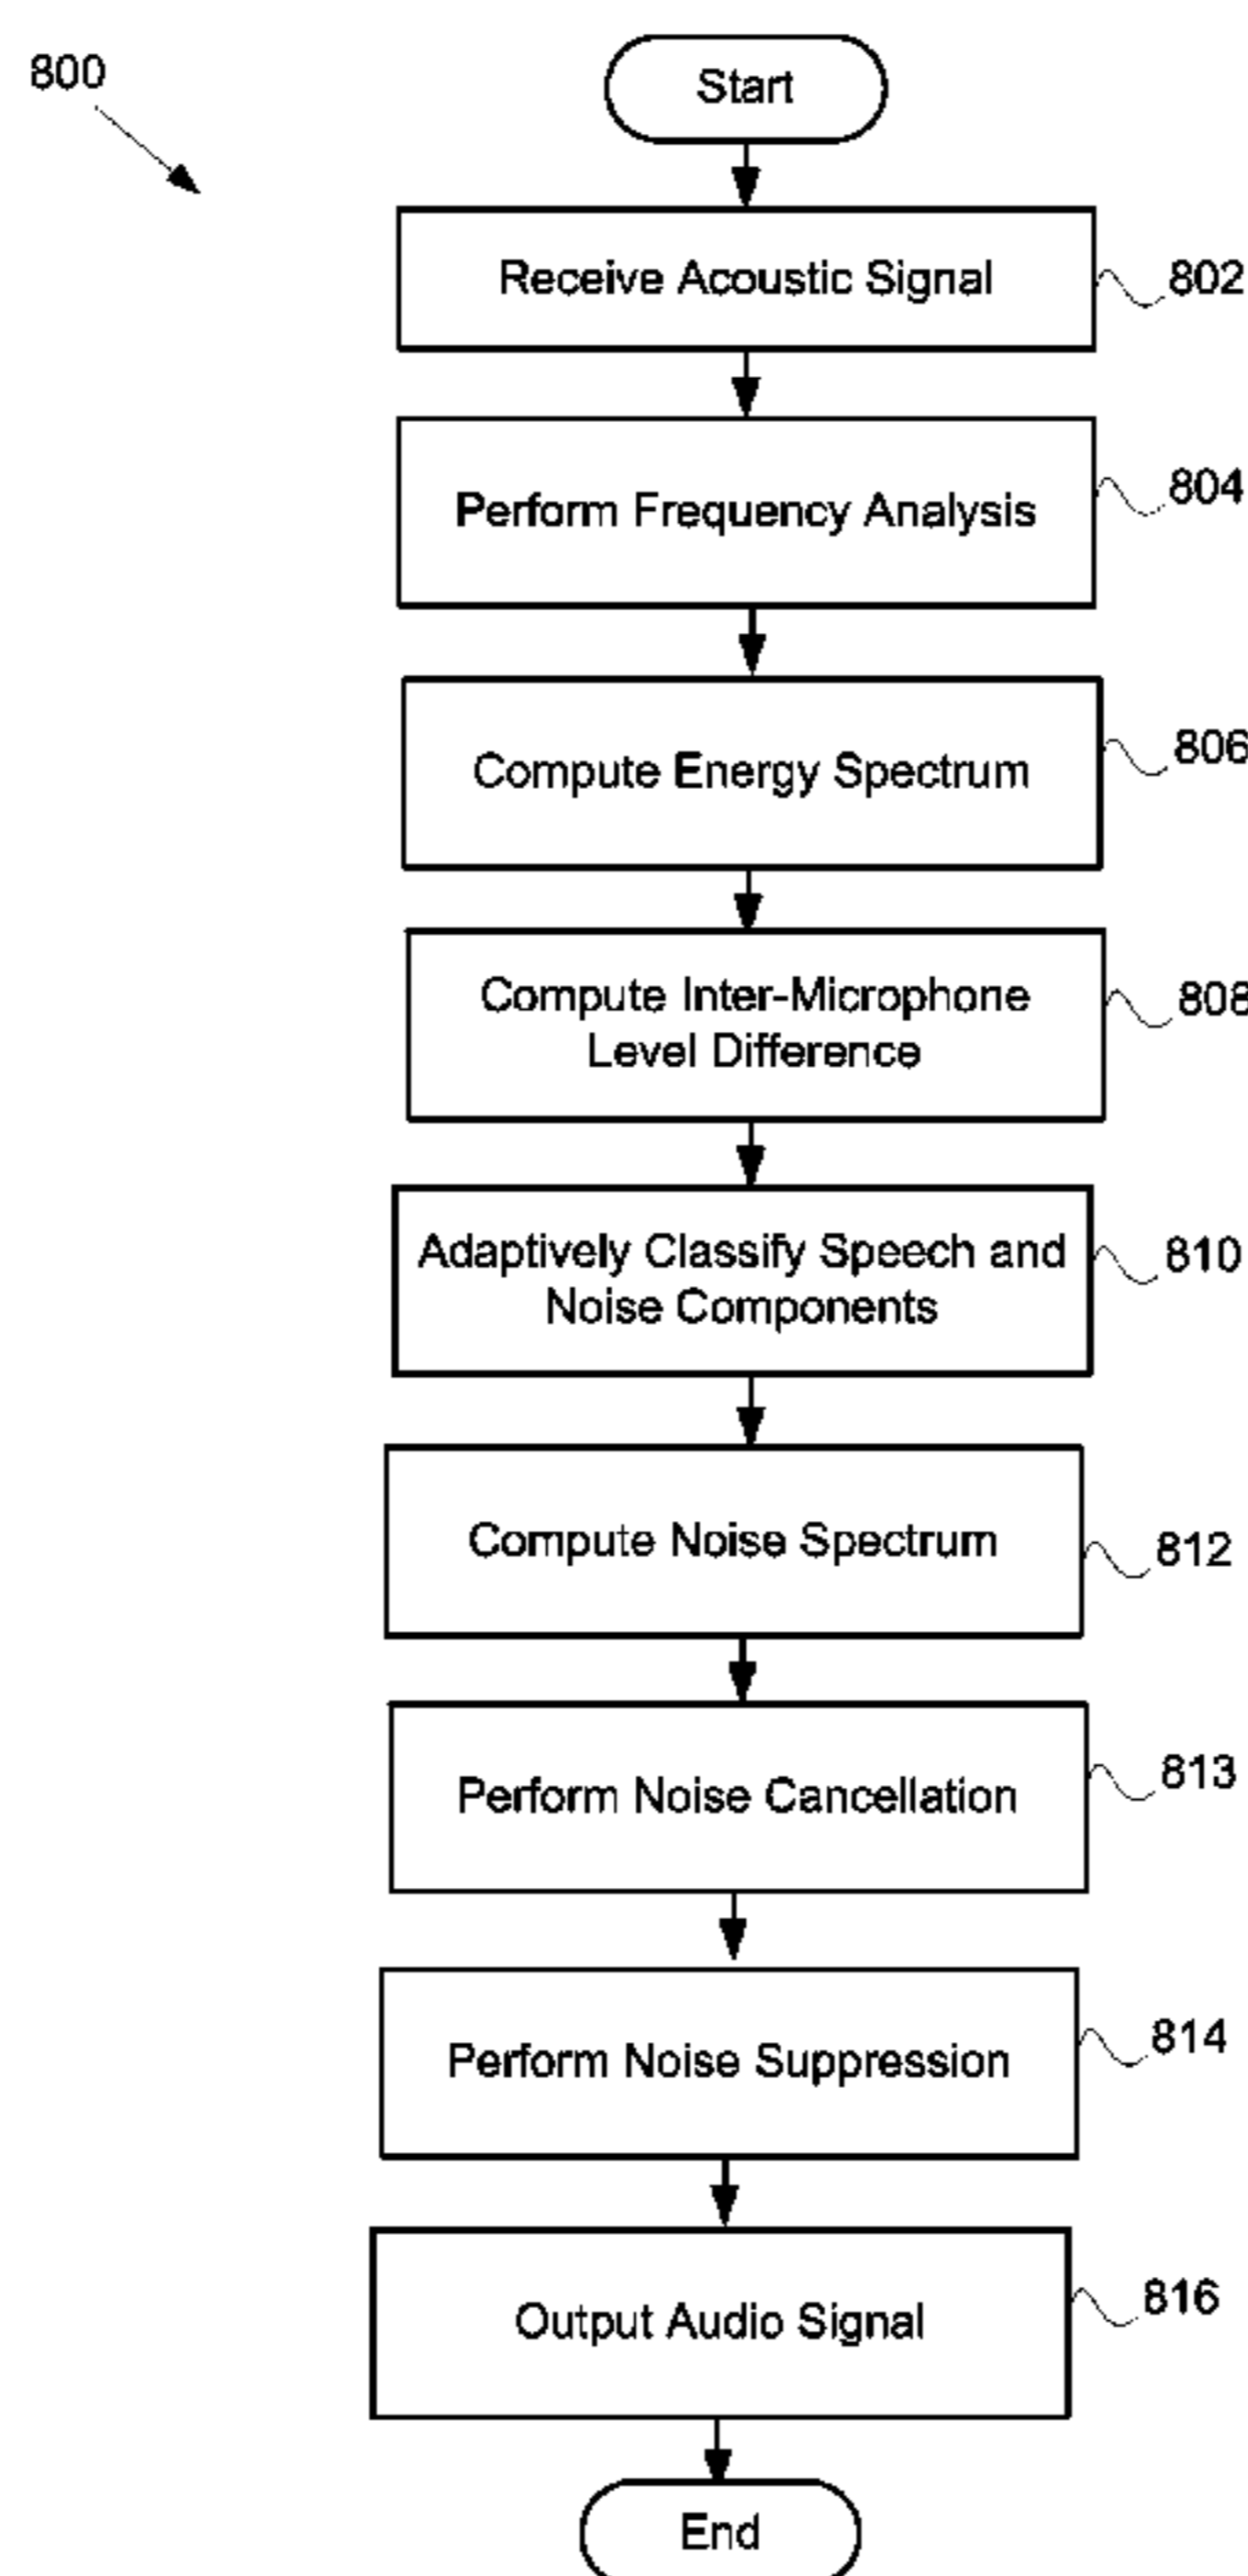 800
Start
Receive Acoustic Signal
802
Perform Frequency Analysis
804
Compute Energy Spectrum
806
Compute Inter-Microphone
Level Difference
808
Adaptively Classify Speech and
Noise Components
810
Compute Noise Spectrum
812
Perform Noise Cancellation
813
Perform Noise Suppression
814
Output Audio Signal
816
End